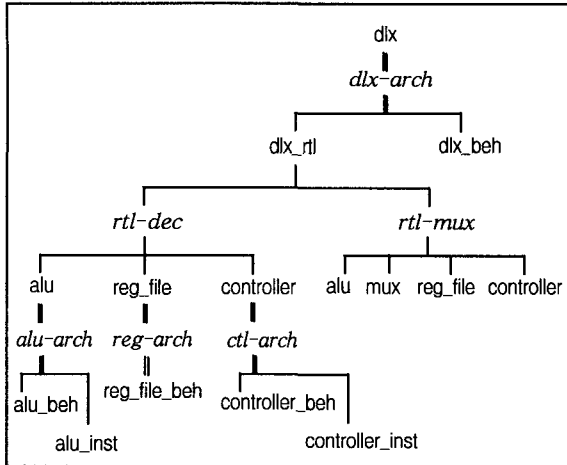 dlx
dlx-arch
dlx_rtl dlx_beh
rtl-dec rtl-mux
alu reg_file controller alu mux reg_file controller
alu-arch reg-arch ctl-arch
alu_beh reg_file_beh controller_beh
alu_inst controller_inst